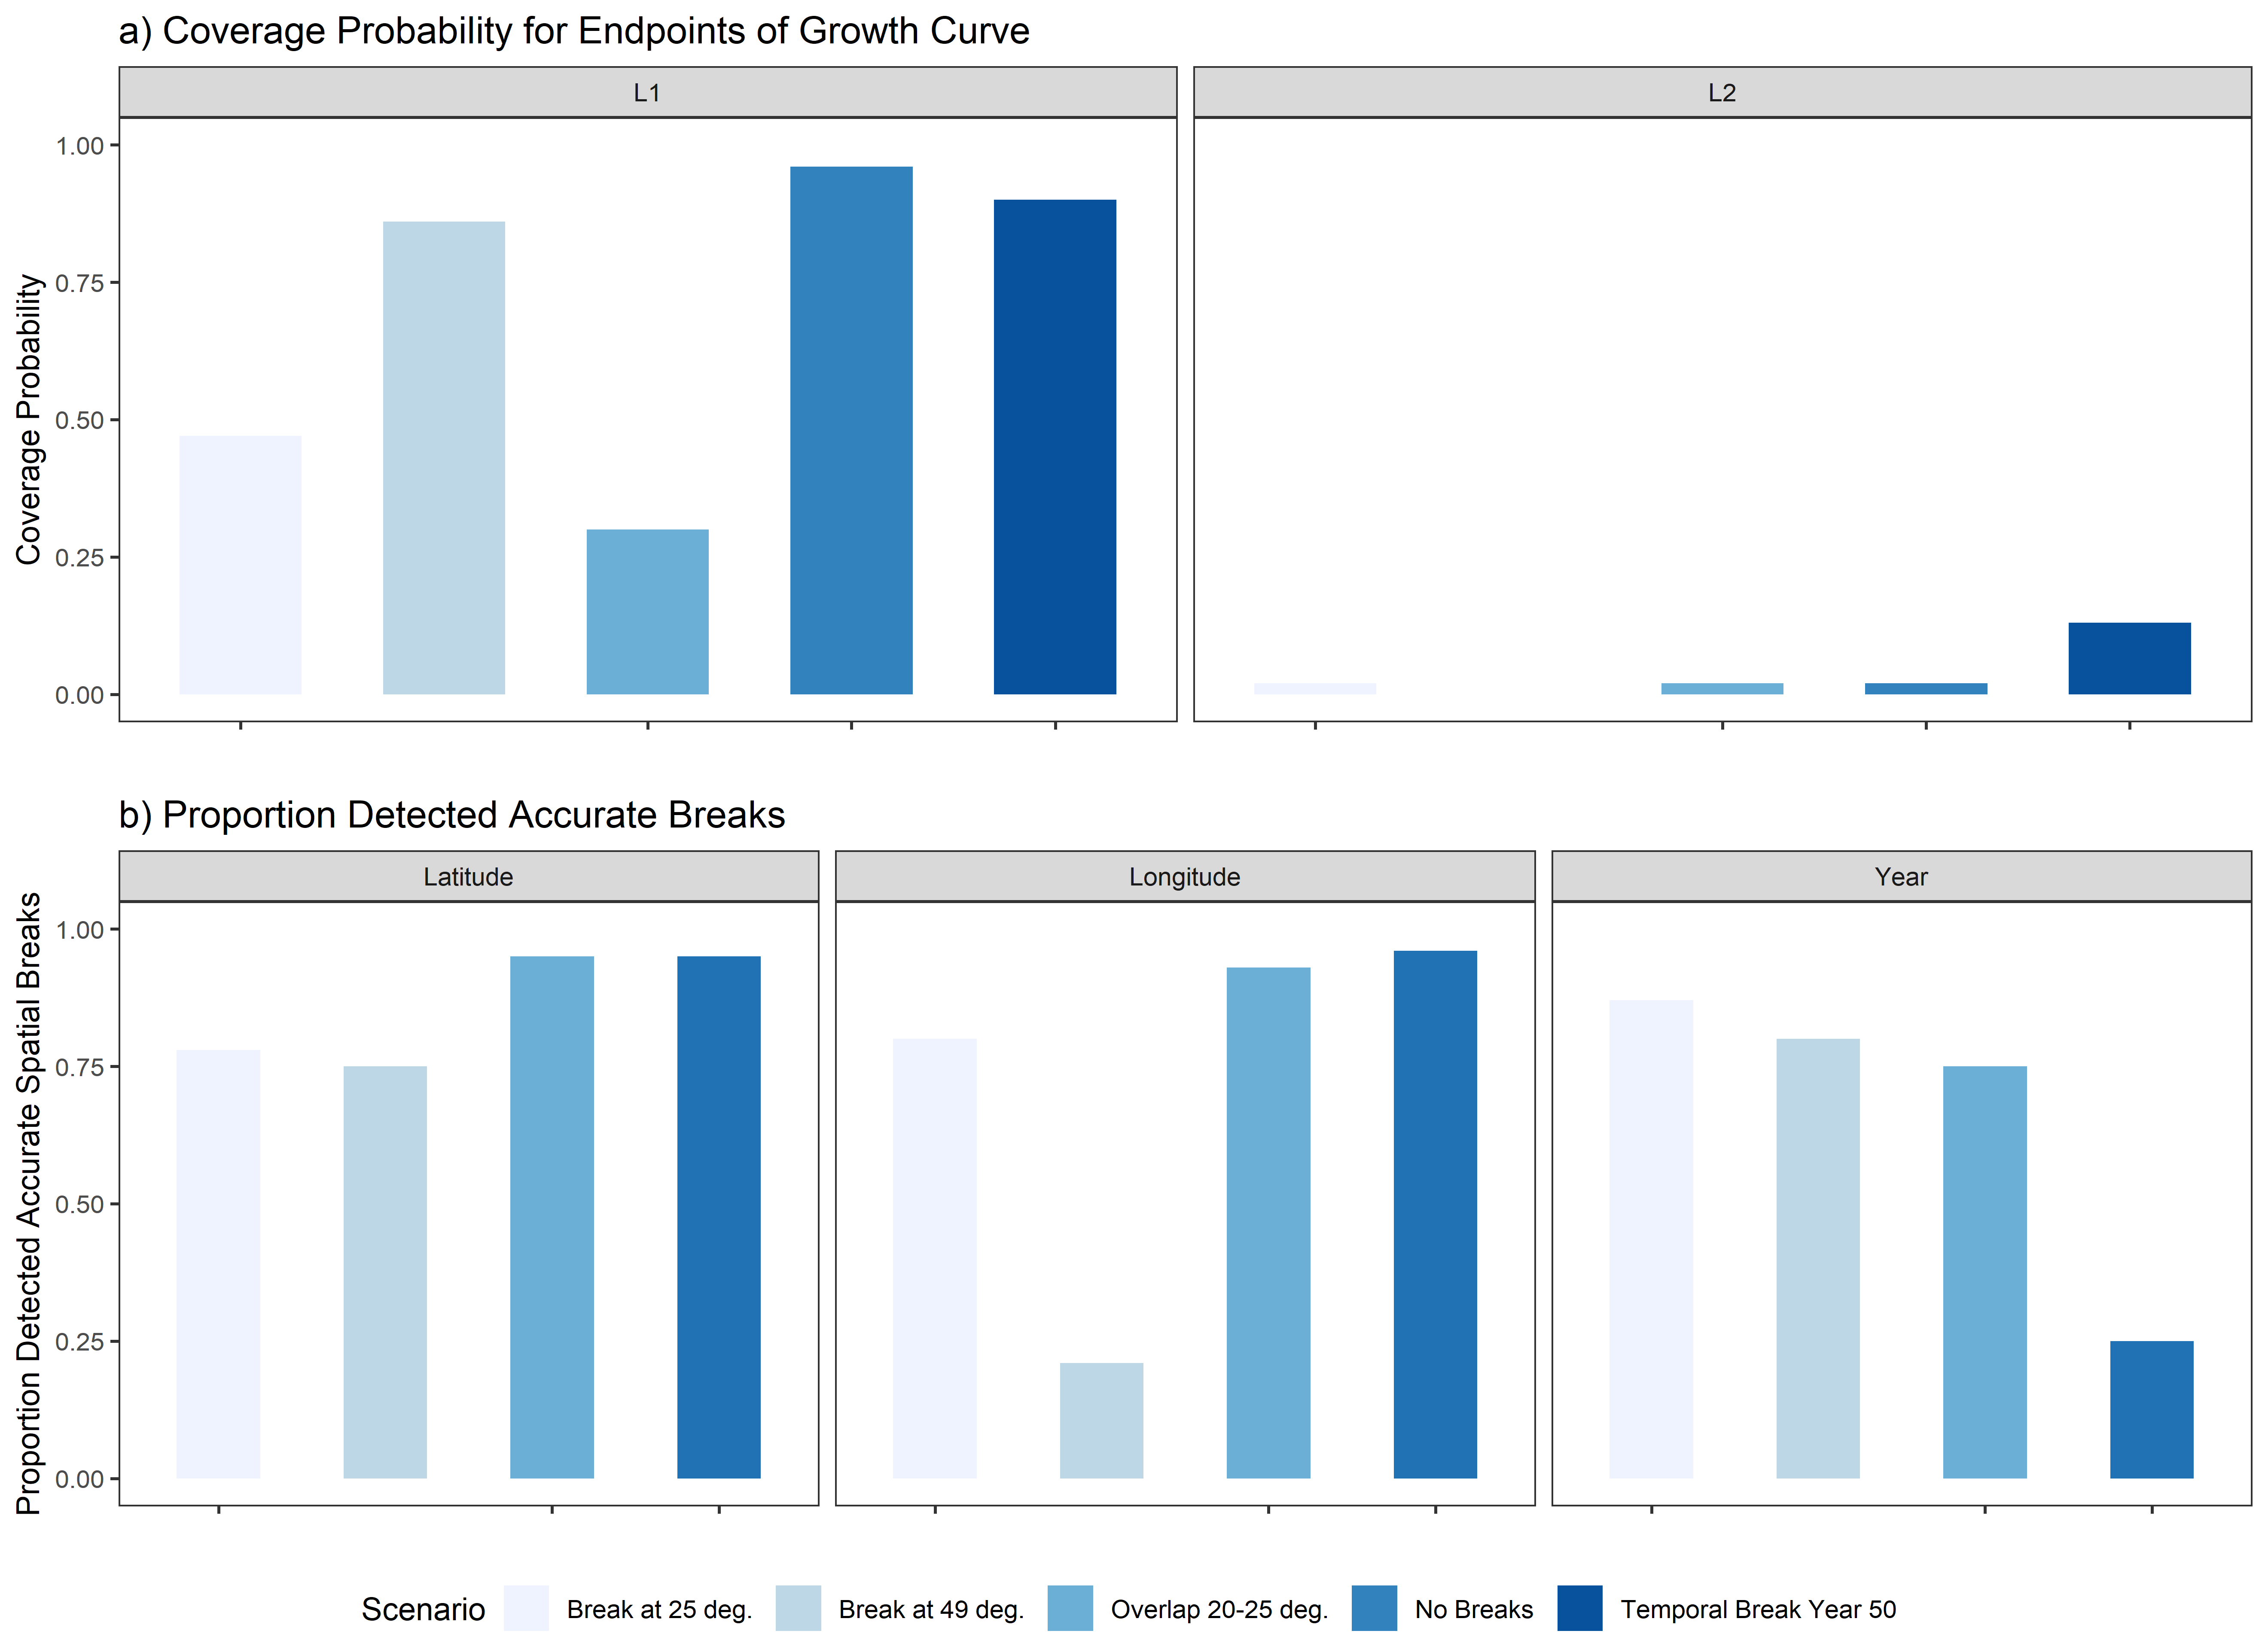 a) Coverage Probability for Endpoints of Growth Curve
L1
L2
Coverage Probability
1.00
0.75
0.50
0.25
0.00
b) Proportion Detected Accurate Breaks
Latitude
Longitude
Year
Proportion Detected Accurate Spatial Breaks
1.00
0.75
0.50
0.25
0.00
Scenario Break at 25 deg. Break at 49 deg. Overlap 20-25 deg. No Breaks Temporal Break Year 50